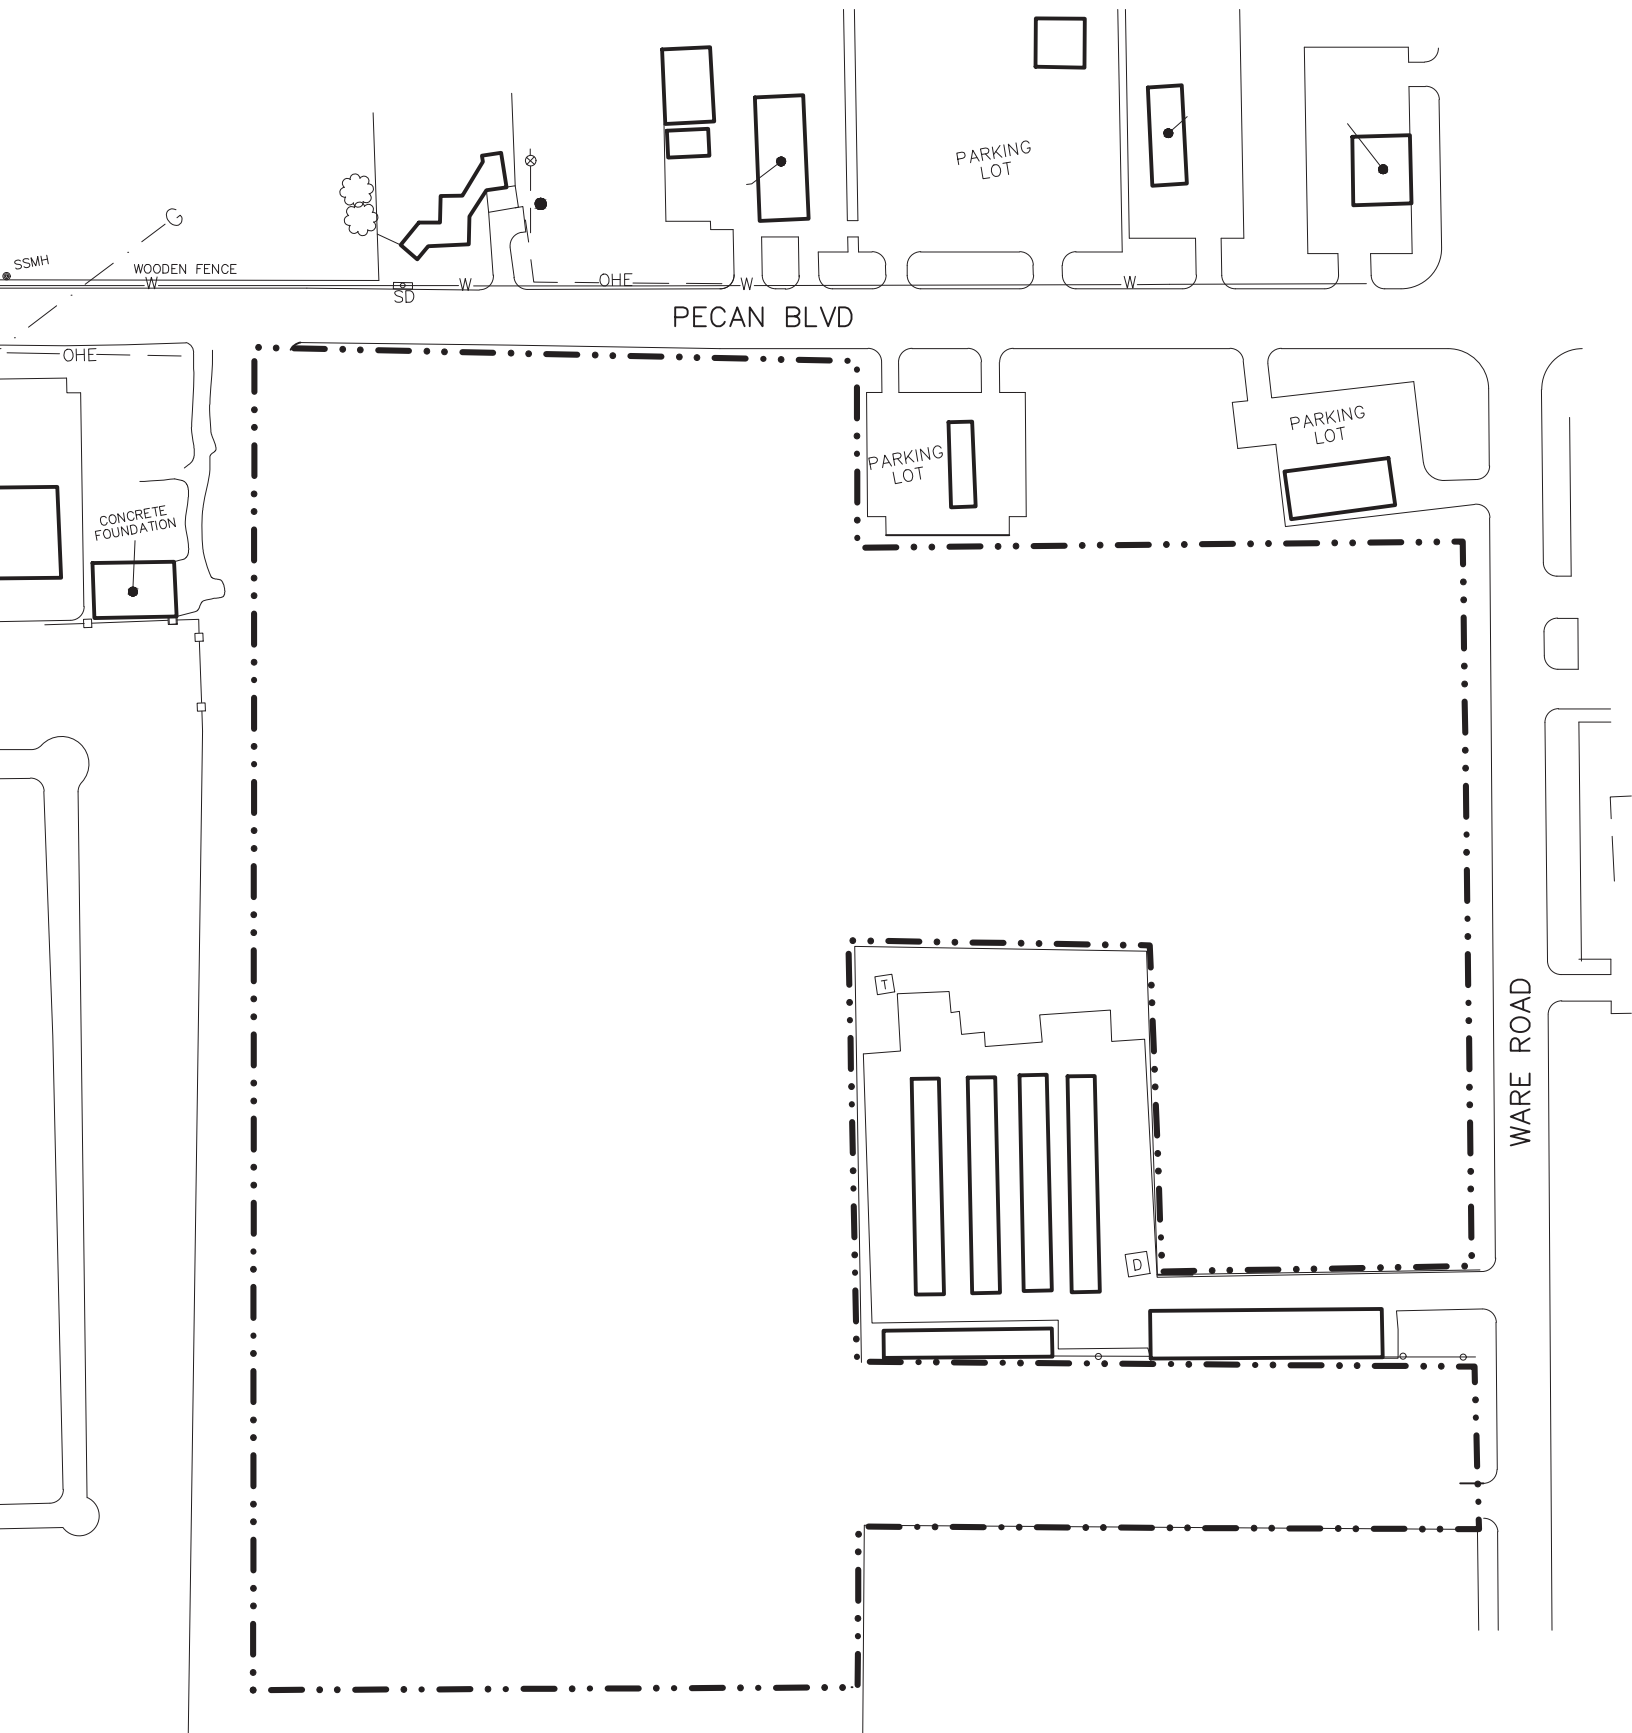 PARKING
LOT
G
SSMH
WOODEN FENCE
W
SD
W
OHE
W
W
PECAN BLVD
OHE
PARKING
LOT
PARKING
LOT
CONCRETE
FOUNDATION
T
WARE ROAD
D